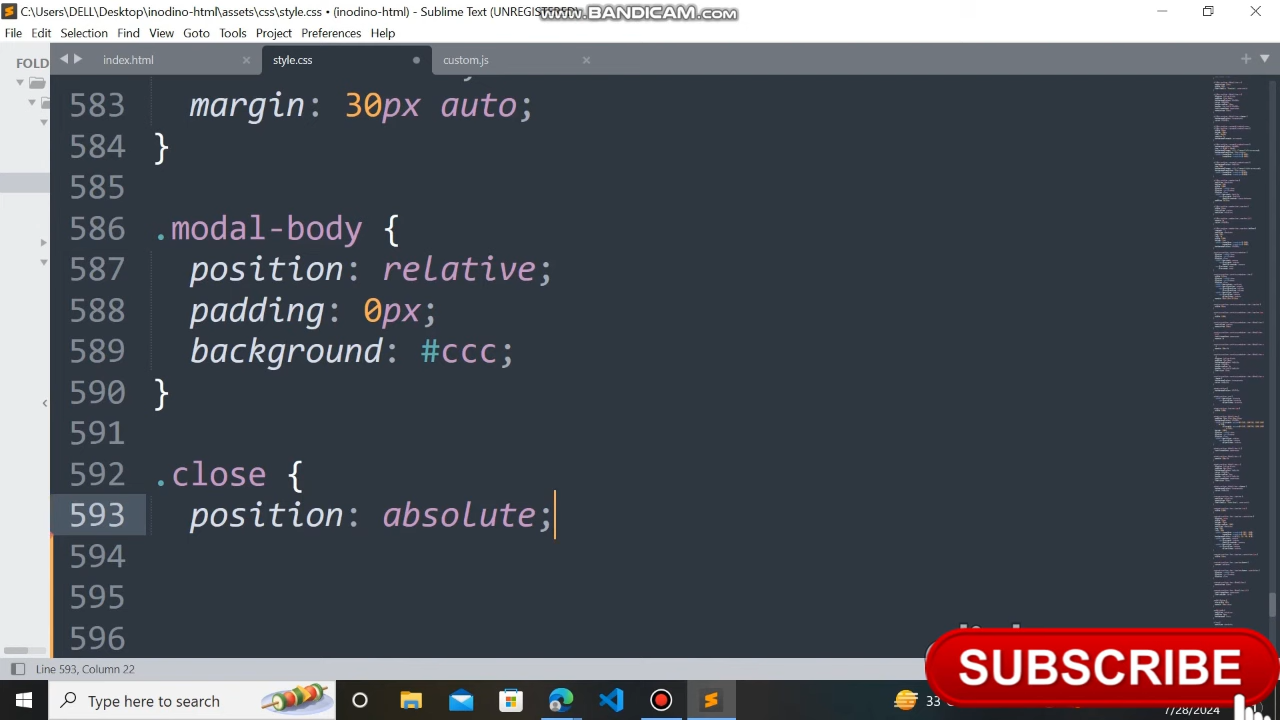 C:\Users\DELL\Desktop\inodino-html\assets\css\style.css • (inodino-html) - Sublime Text (UNREGISTERED)
www.BANDICAM.com
File Edit Selection Find View Goto Tools Project Preferences Help
FOLD
index.html
style.css
custom.js
583 margin: 30px auto;
584 }
585
586 .modal-body {
587 position: relative;
588 padding: 0px;
589 background: #ccc;
590 }
591
592 .close {
593 position: absolute;
594
595
596
Line 593, Column 22
SUBSCRIBE
Type here to search
33
7/28/2024